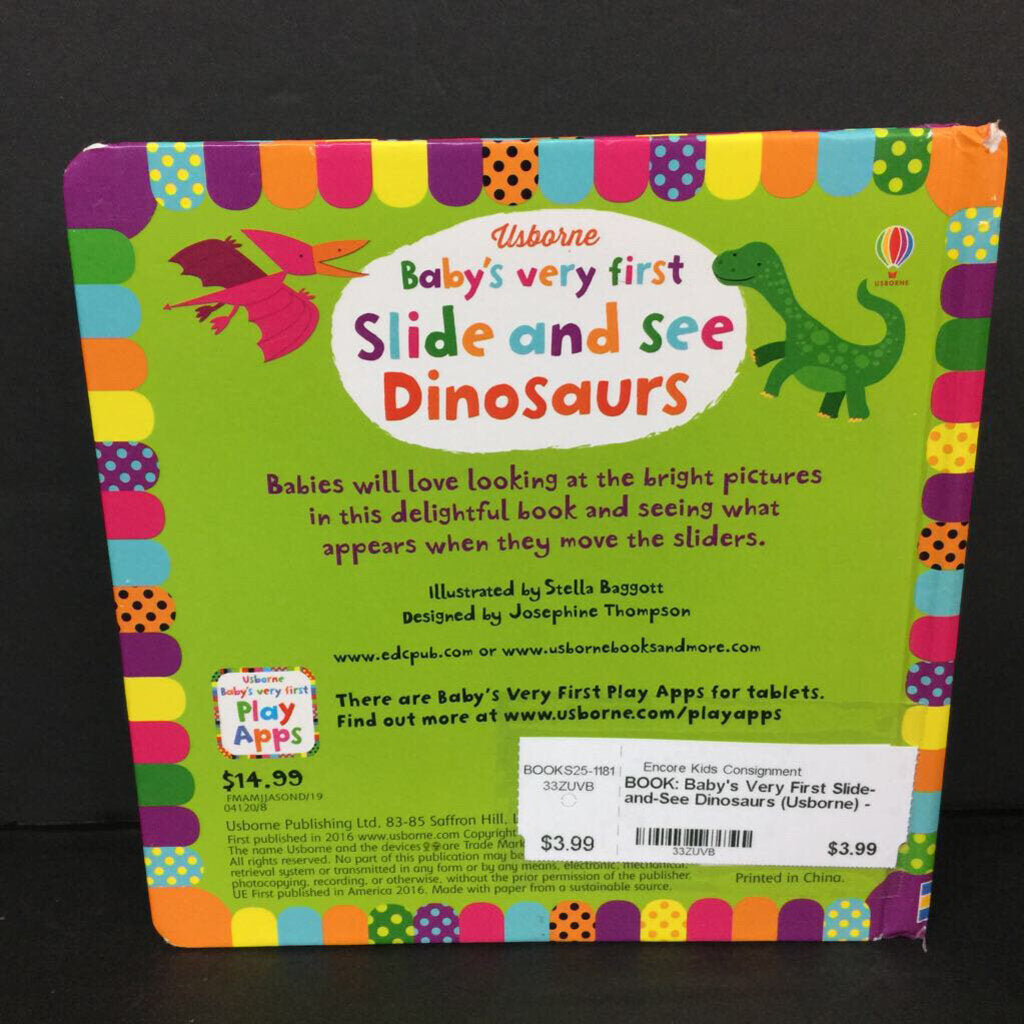 Usborne
Baby's very first
Slide and see
Dinosaurs
USBORNE
Babies will love looking at the bright pictures
in this delightful book and seeing what
appears when they move the sliders.
Illustrated by Stella Baggott
Designed by Josephine Thompson
www.edcpub.com or www.usbornebooksandmore.com
Usborne
Baby's very first
Play
Apps
There are Baby's Very First Play Apps for tablets.
Find out more at www.usborne.com/playapps
$14.99
FMAMJJASOND/19
04120/8
Usborne Publishing Ltd. 83-85 Saffron Hill,
First published in 2016 www.usborne.com Copyright
The name Usborne and the devices are Trade Mark
All rights reserved. No part of this publication may be
retrieval system or transmitted in any form or by any means, electronic, mechanical
photocopying, recording, or otherwise, without the prior permission of the publisher.
UE First published in America 2016. Made with paper from a sustainable source.
Printed in China.
BOOKS25-1181
33ZUVB
$3.99
Encore Kids Consignment
BOOK: Baby's Very First Slide-
and-See Dinosaurs (Usborne) -
33ZUVB
$3.99